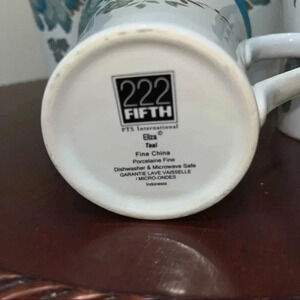 222
FIFTH
PTS International
Eliza ©
Teal
Fine China
Porcelaine Fine
Dishwasher & Microwave Safe
GARANTIE LAVE VAISSELLE
- MICRO-ONDES
Indonesia